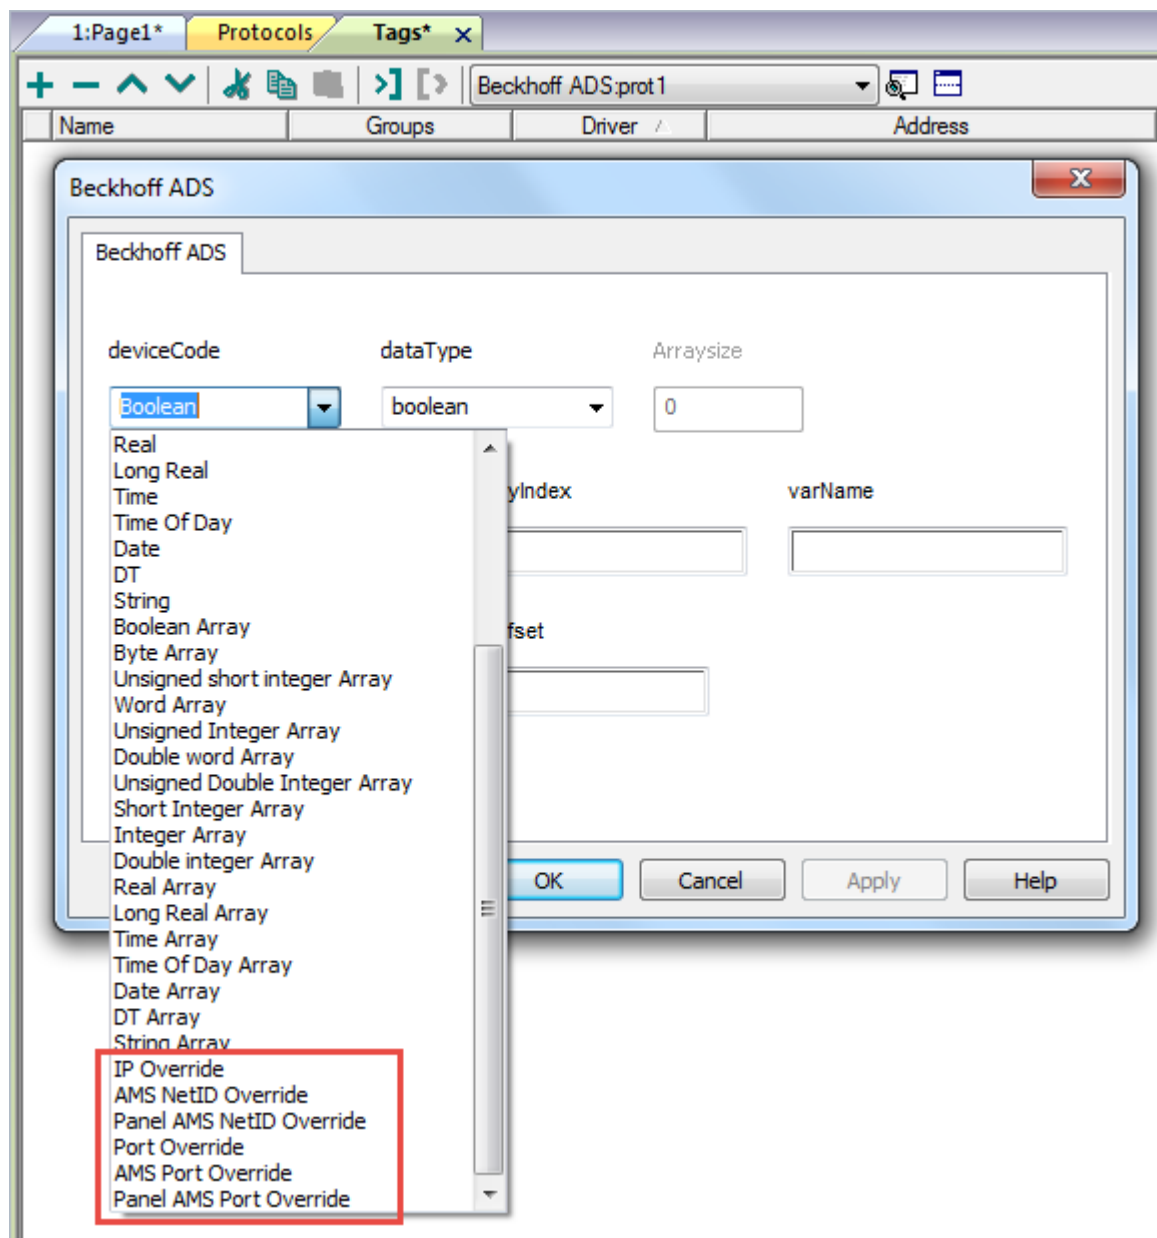 1:Page1*
Protocols
Tags*
Beckhoff ADS:prot1
Name
Groups
Driver
Address
Beckhoff ADS
Beckhoff ADS
deviceCode
dataType
Arraysize
Boolean
boolean
0
Real
Long Real
Time
Time Of Day
Date
DT
String
Boolean Array
Byte Array
Unsigned short integer Array
Word Array
Unsigned Integer Array
Double word Array
Unsigned Double Integer Array
Short Integer Array
Integer Array
Double integer Array
Real Array
Long Real Array
Time Array
Time Of Day Array
Date Array
DT Array
String Array
IP Override
AMS NetID Override
Panel AMS NetID Override
Port Override
AMS Port Override
Panel AMS Port Override
yIndex
varName
fset
OK
Cancel
Apply
Help